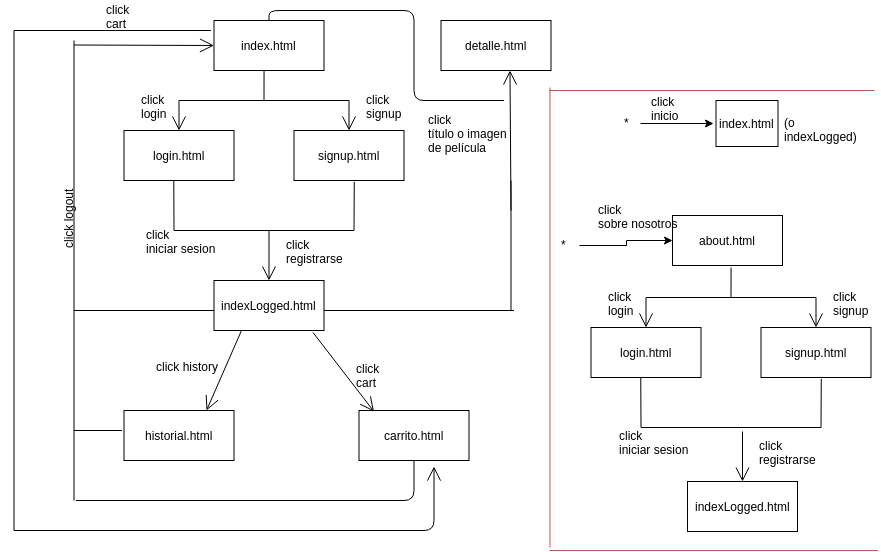 click
cart
index.html
detalle.html
click
login
click
signup
click
título o imagen
de película
login.html
signup.html
click logout
click
iniciar sesion
click
registrarse
indexLogged.html
click history
click
cart
historial.html
carrito.html
*
click
inicio
index.html
(o
indexLogged)
*
click
sobre nosotros
about.html
click
login
click
signup
login.html
signup.html
click
iniciar sesion
click
registrarse
indexLogged.html